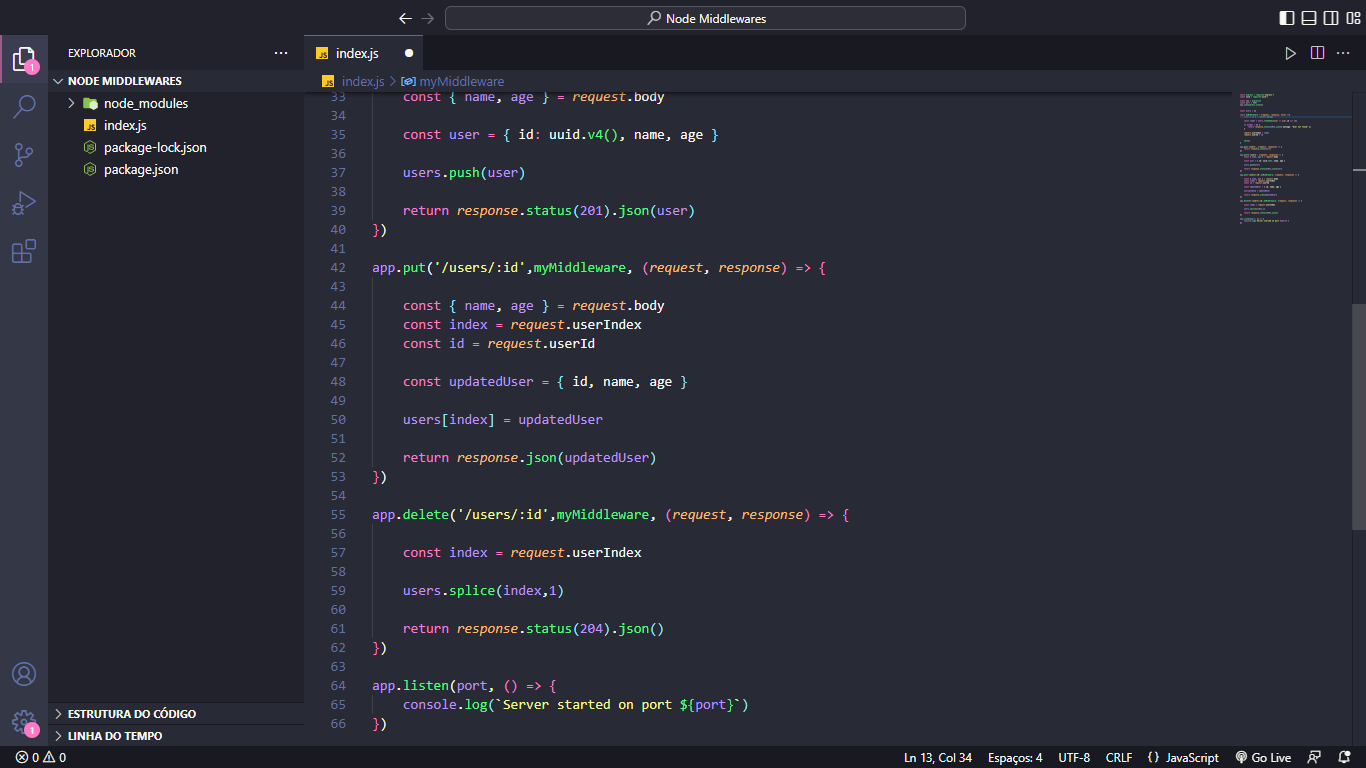 Node Middlewares
EXPLORADOR
NODE MIDDLEWARES
node_modules
JS index.js
package-lock.json
package.json
ESTRUTURA DO CÓDIGO
LINHA DO TEMPO
1
1
JS index.js
JS index.js > myMiddleware
33 const { name, age } = request.body
34
35 const user = { id: uuid.v4(), name, age }
36
37 users.push(user)
38
39 return response.status(201).json(user)
40 })
41
42 app.put('/users/:id',myMiddleware, (request, response) => {
43
44 const { name, age } = request.body
45 const index = request.userIndex
46 const id = request.userId
47
48 const updatedUser = { id, name, age }
49
50 users[index] = updatedUser
51
52 return response.json(updatedUser)
53 })
54
55 app.delete('/users/:id',myMiddleware, (request, response) => {
56
57 const index = request.userIndex
58
59 users.splice(index,1)
60
61 return response.status(204).json()
62 })
63
64 app.listen(port, () => {
65 console.log(`Server started on port ${port}`)
66 })
0 0 Ln 13, Col 34 Espaços: 4 UTF-8 CRLF {} JavaScript Go Live